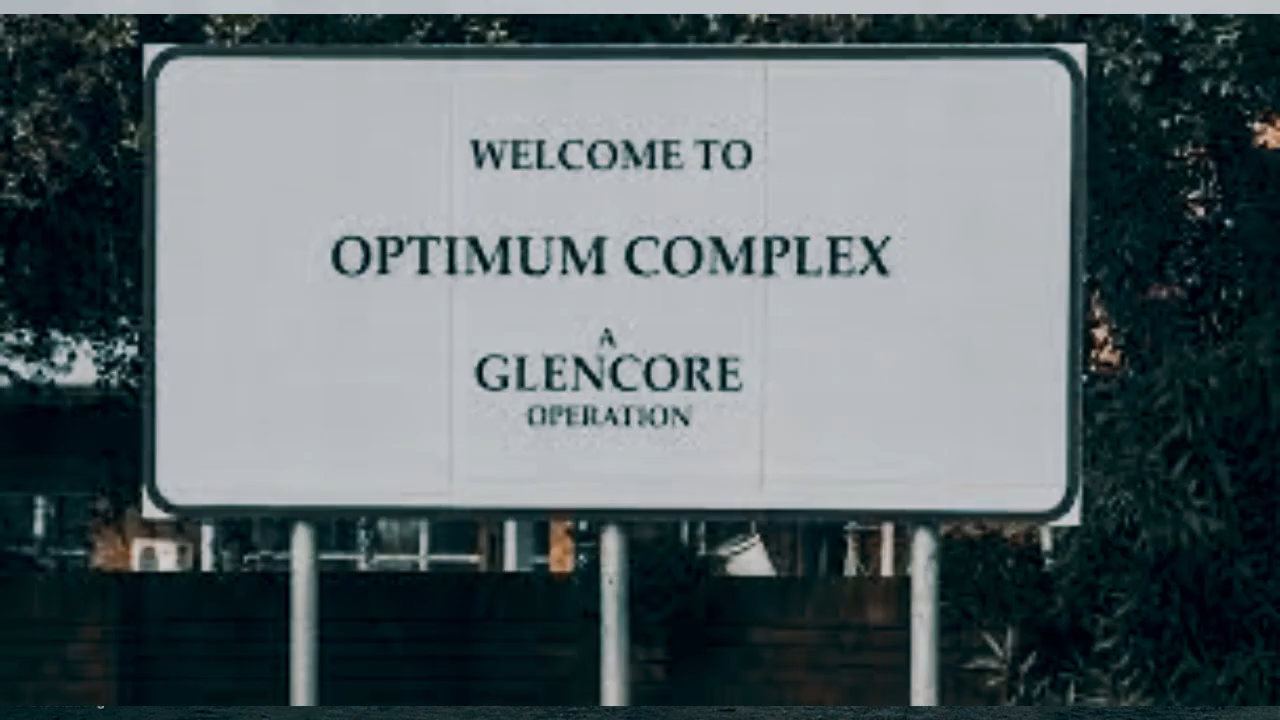 WELCOME TO
OPTIMUM COMPLEX
A
GLENCORE
OPERATION